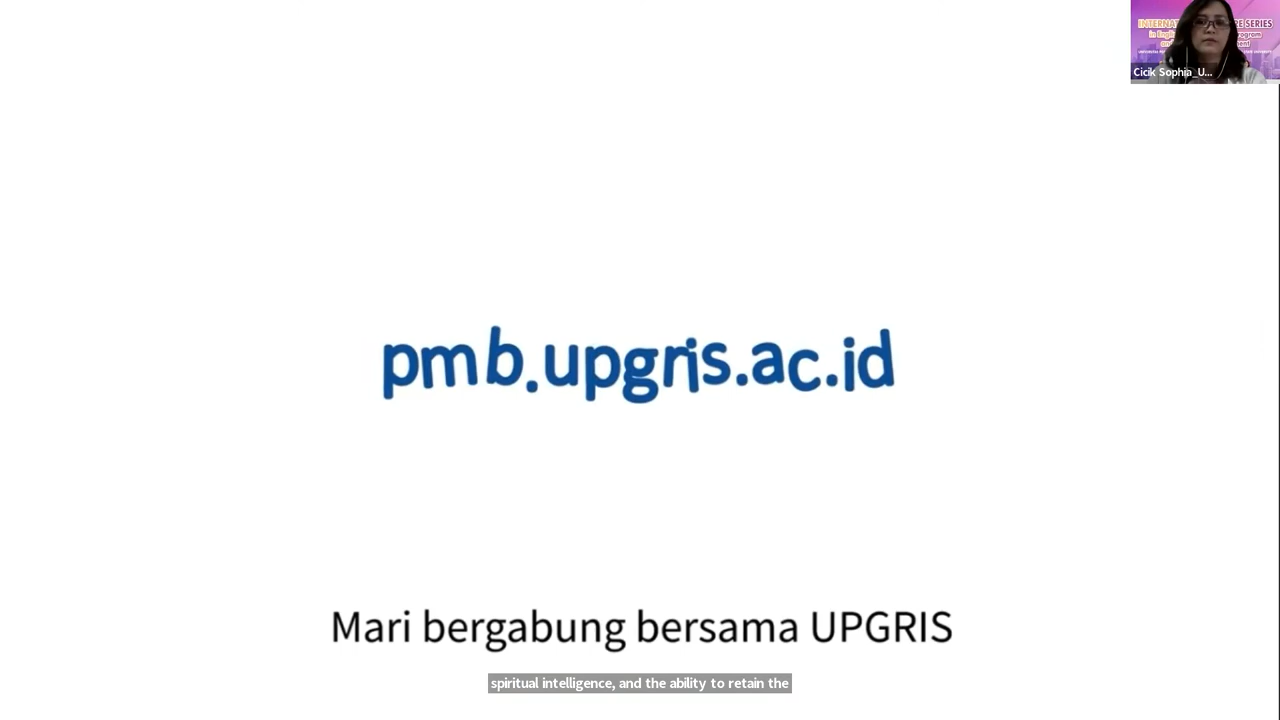 Cicik Sophia_U...
pmb.upgris.ac.id
Mari bergabung bersama UPGRIS
spiritual intelligence, and the ability to retain the